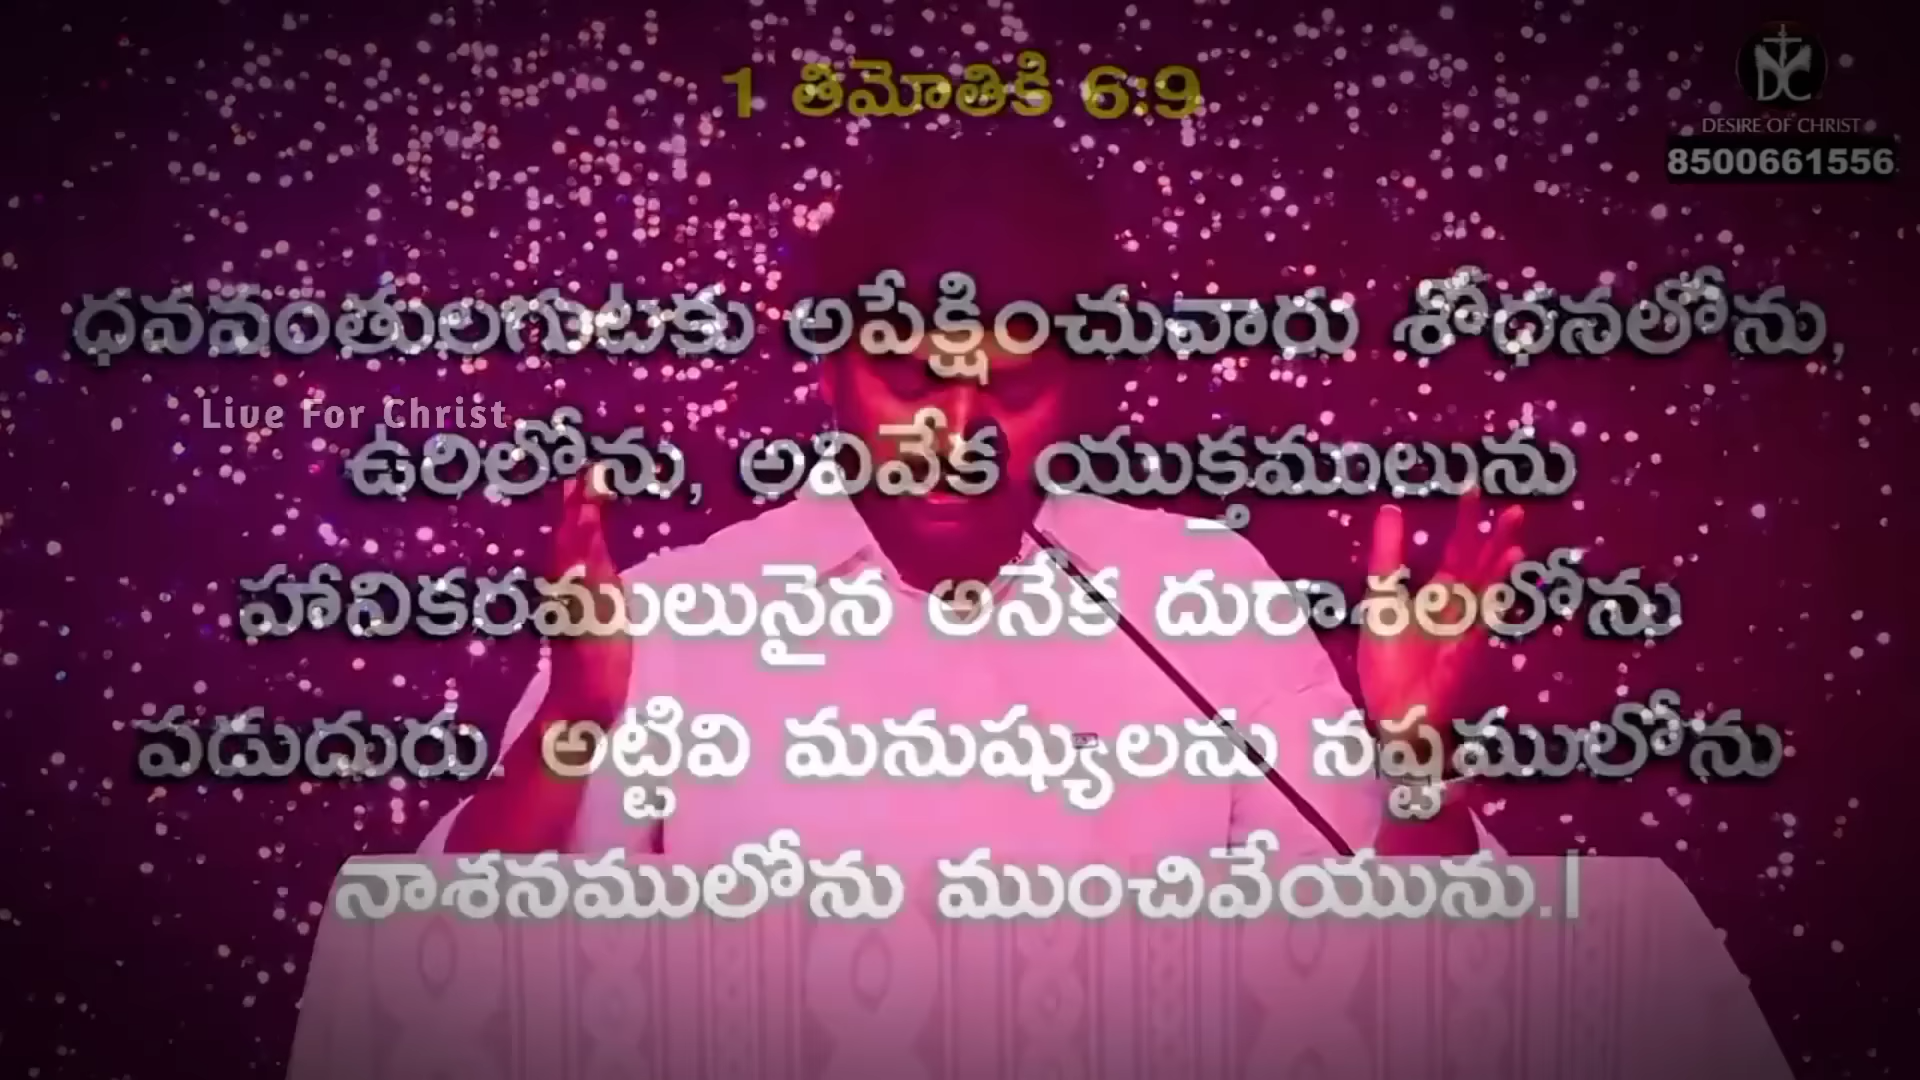 1 తిమోతికి 6:9
DESIRE OF CHRIST
8500661556
ధనవంతులగుటకు అపేక్షించువారు శోధనలోను,
Live For Christ
ఉరిలోను, అవివేక యుక్తములును
హానికరములునైన అనేక దురాశలలోను
పడుదురు. అట్టివి మనుష్యులను నష్టములోను
నాశనములోను ముంచివేయును.|